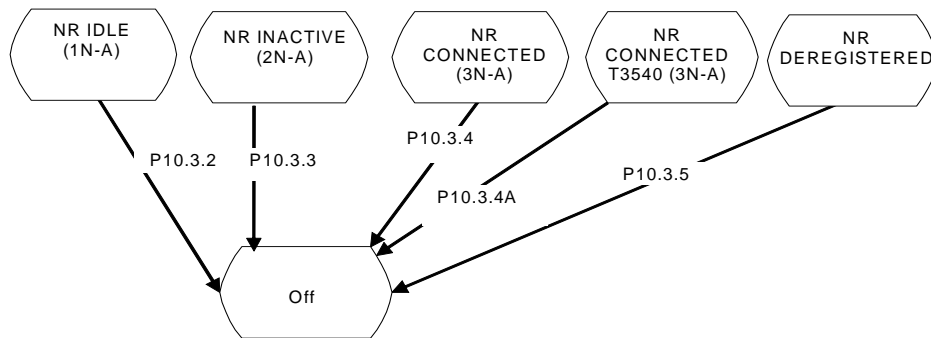 NR IDLE
(1N-A)
NR INACTIVE
(2N-A)
NR
CONNECTED
(3N-A)
NR
CONNECTED
T3540 (3N-A)
NR
DEREGISTERED
P10.3.2
P10.3.3
P10.3.4
P10.3.4A
P10.3.5
Off